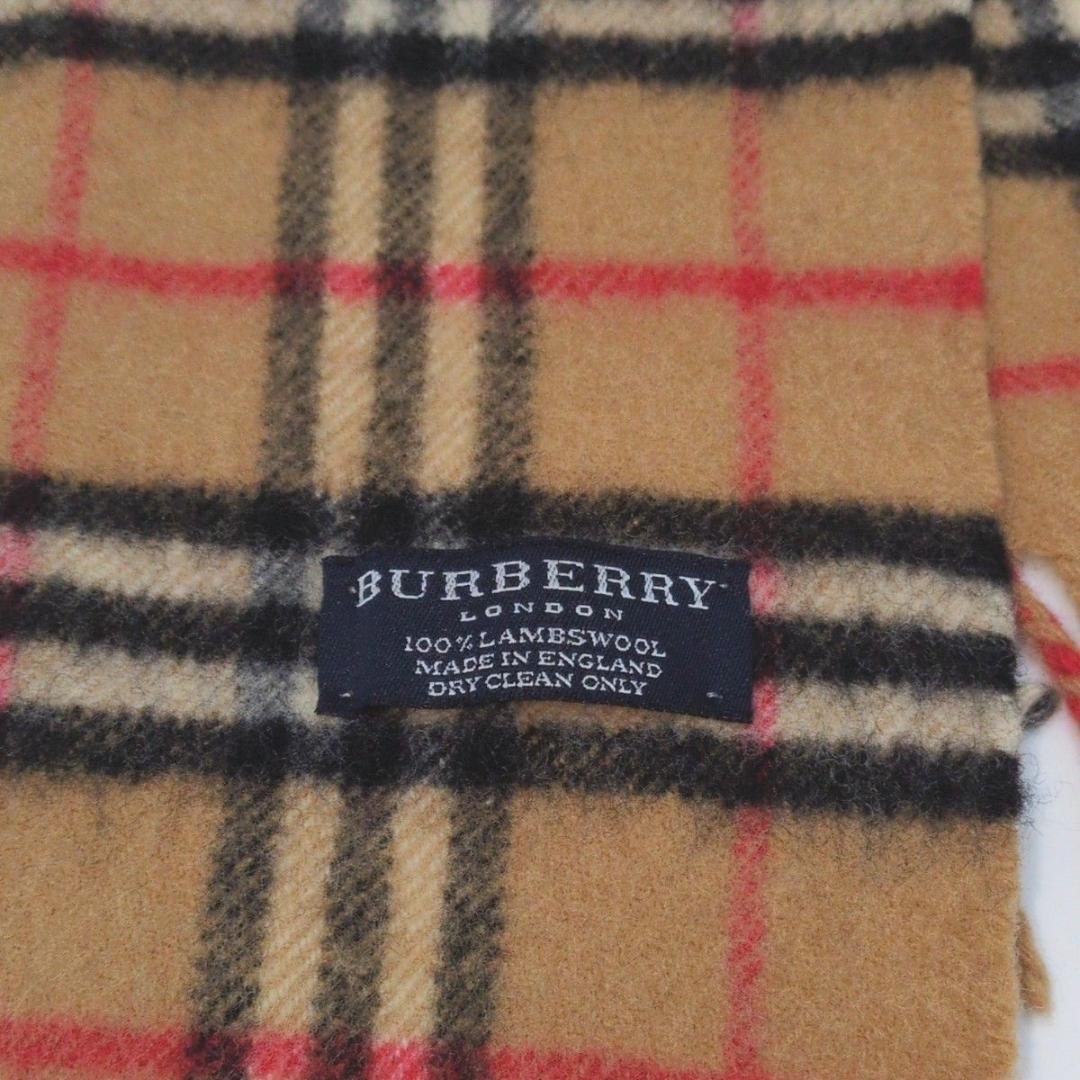 BURBERRY
LONDON
100% LAMBSWOOL
MADE IN ENGLAND
DRY CLEAN ONLY